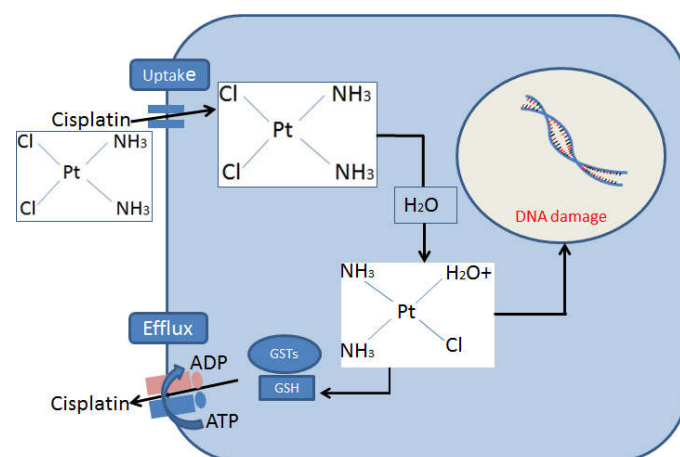 Uptake
Cisplatin
Cl NH3
Pt
Cl NH3
Cl NH3
Pt
Cl NH3
H2O
DNA damage
NH3 H2O+
Pt
NH3 Cl
Efflux
ADP
GSTs
GSH
Cisplatin
ATP